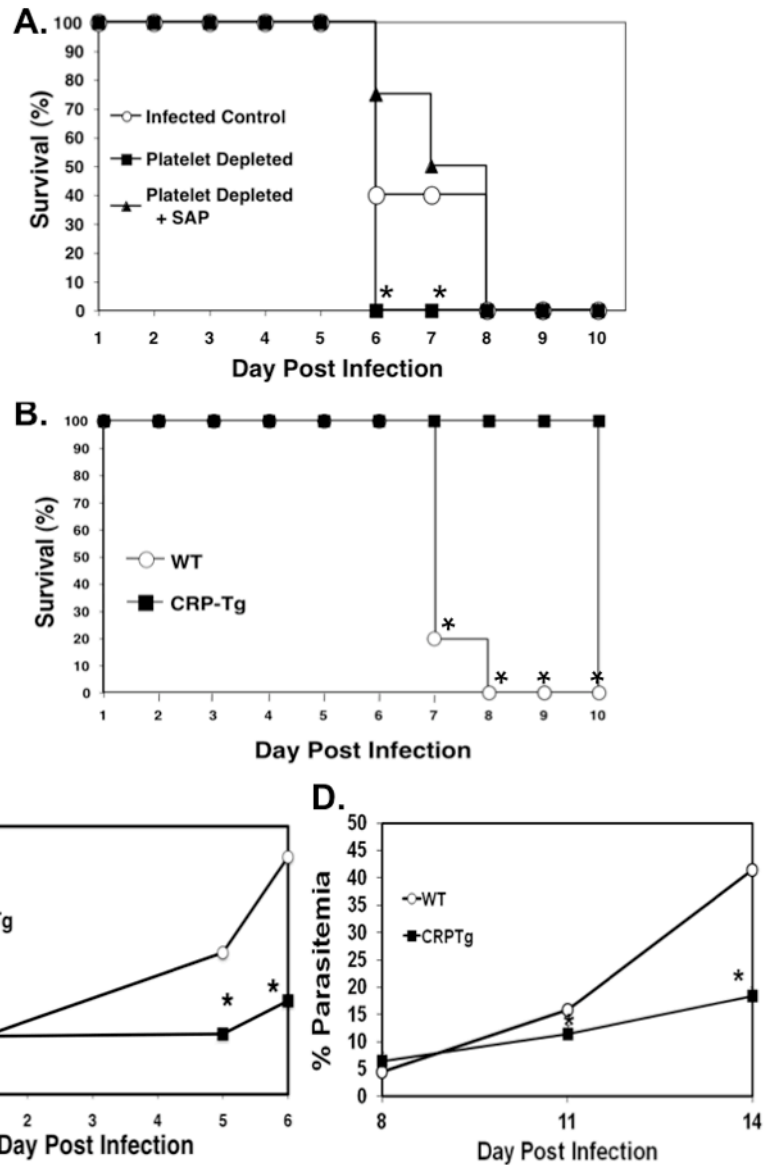 A.
100
90
80
70
60
50
40
30
20
10
0
Survival (%)
Infected Control
Platelet Depleted
Platelet Depleted
+ SAP
* *
1 2 3 4 5 6 7 8 9 10
Day Post Infection
B.
100
90
80
70
60
50
40
30
20
10
0
Survival (%)
WT
CRP-Tg
* * * *
1 2 3 4 5 6 7 8 9 10
Day Post Infection
g
* *
2 3 4 5 6
Day Post Infection
D.
50
45
40
35
30
25
20
15
10
5
0
% Parasitemia
WT
CRPTg
* *
8 11 14
Day Post Infection